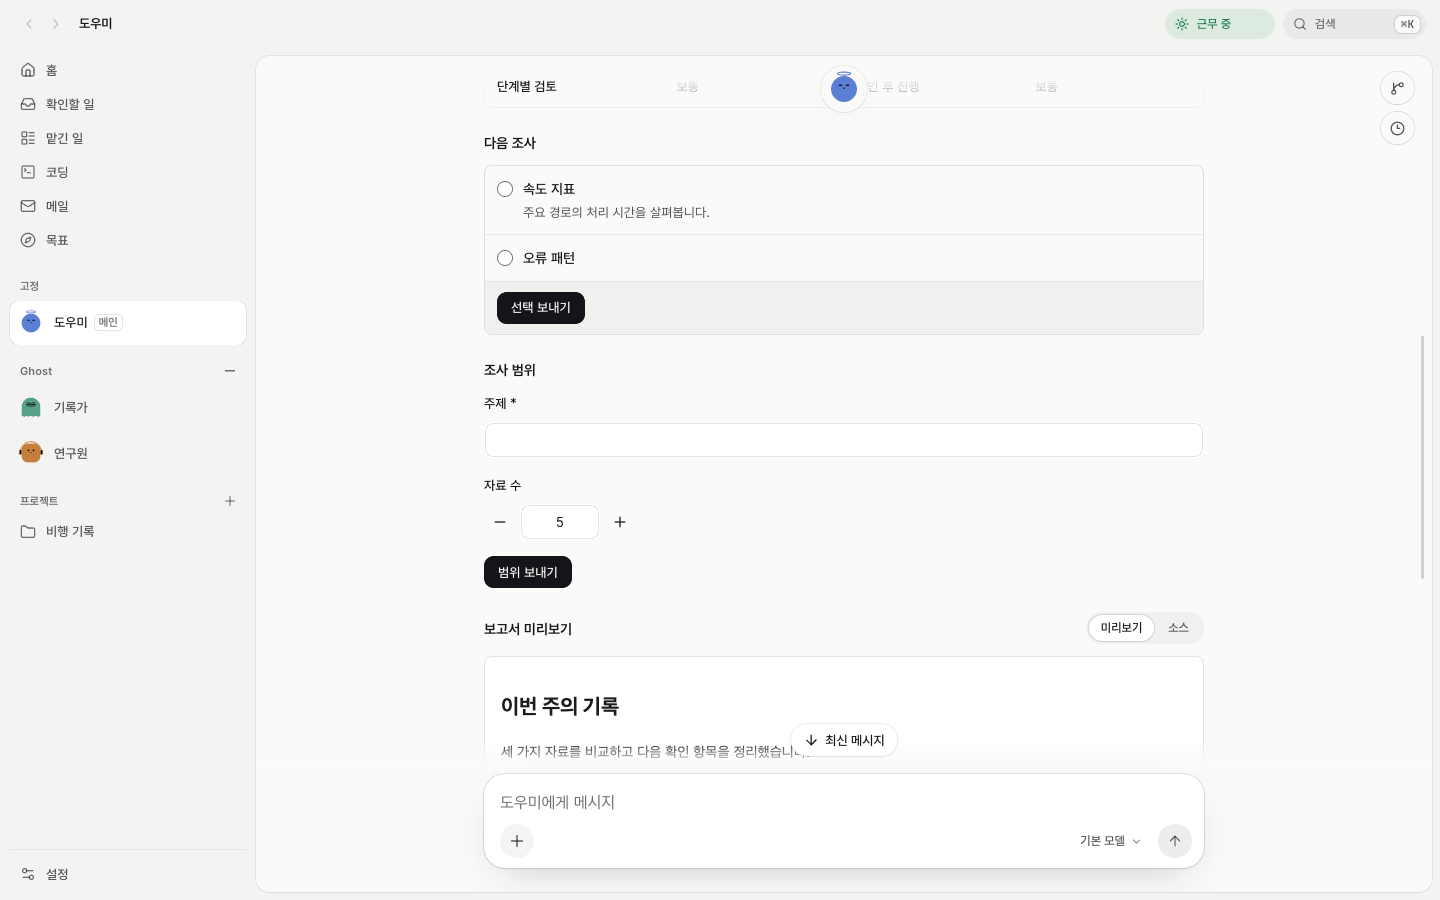 도우미
근무 중
검색
⌘K
홈
확인할 일
맡긴 일
코딩
메일
목표
고정
도우미 메인
Ghost
기록가
연구원
프로젝트
비행 기록
설정
단계별 검토 보통 인 후 진행 보통
다음 조사
속도 지표
주요 경로의 처리 시간을 살펴봅니다.
오류 패턴
선택 보내기
조사 범위
주제 *
자료 수
5
범위 보내기
보고서 미리보기
미리보기 소스
이번 주의 기록
세 가지 자료를 비교하고 다음 확인 항목을
최신 메시지
도우미에게 메시지
기본 모델